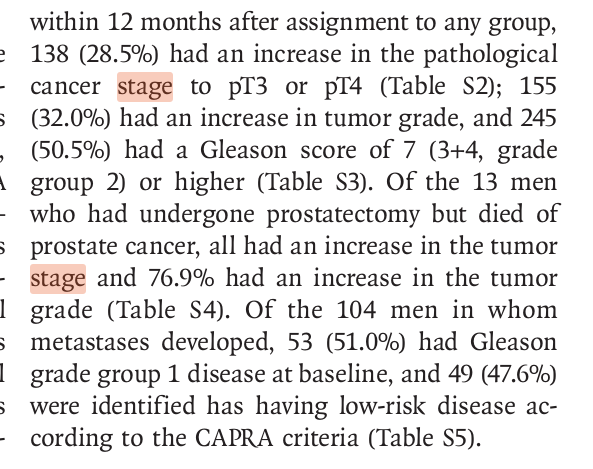 within 12 months after assignment to any group,
138 (28.5%) had an increase in the pathological
cancer stage to pT3 or pT4 (Table S2); 155
(32.0%) had an increase in tumor grade, and 245
(50.5%) had a Gleason score of 7 (3+4, grade
group 2) or higher (Table S3). Of the 13 men
who had undergone prostatectomy but died of
prostate cancer, all had an increase in the tumor
stage and 76.9% had an increase in the tumor
grade (Table S4). Of the 104 men in whom
metastases developed, 53 (51.0%) had Gleason
grade group 1 disease at baseline, and 49 (47.6%)
were identified has having low-risk disease ac-
cording to the CAPRA criteria (Table S5).